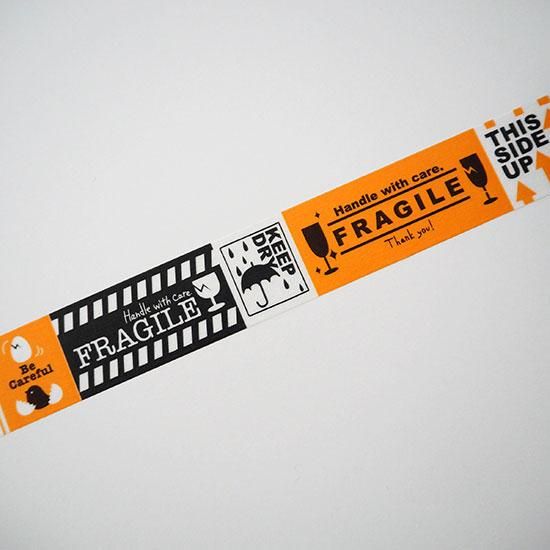 Be
Careful
Handle with care.
FRAGILE
KEEP
DRY
Handle with care.
FRAGILE
Thank you!
THIS
SIDE
UP